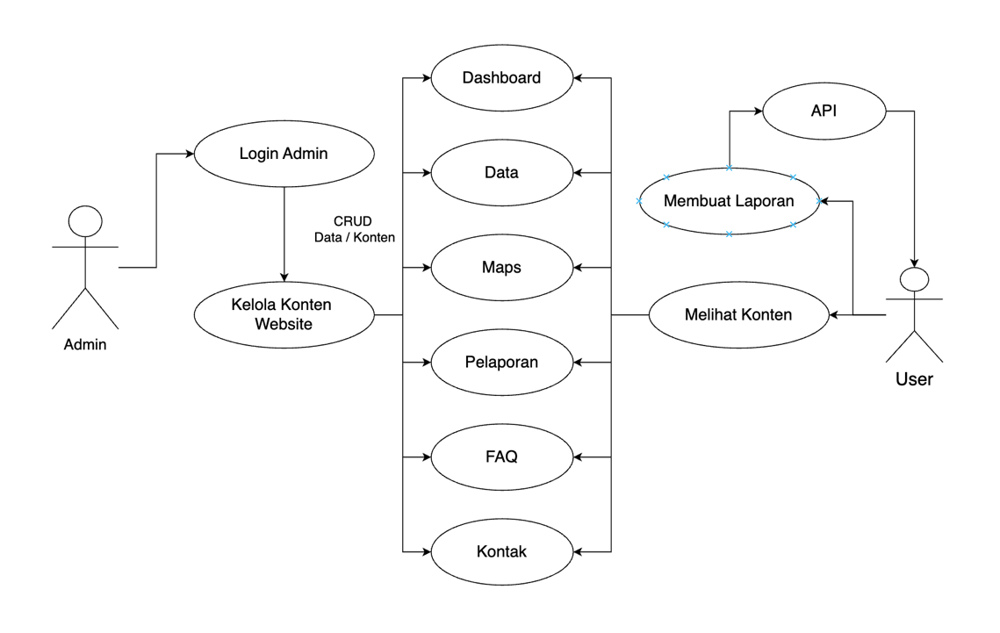 Dashboard
API
Login Admin
Data
Membuat Laporan
CRUD
Data / Konten
Maps
Kelola Konten
Website
Melihat Konten
Admin
Pelaporan
User
FAQ
Kontak